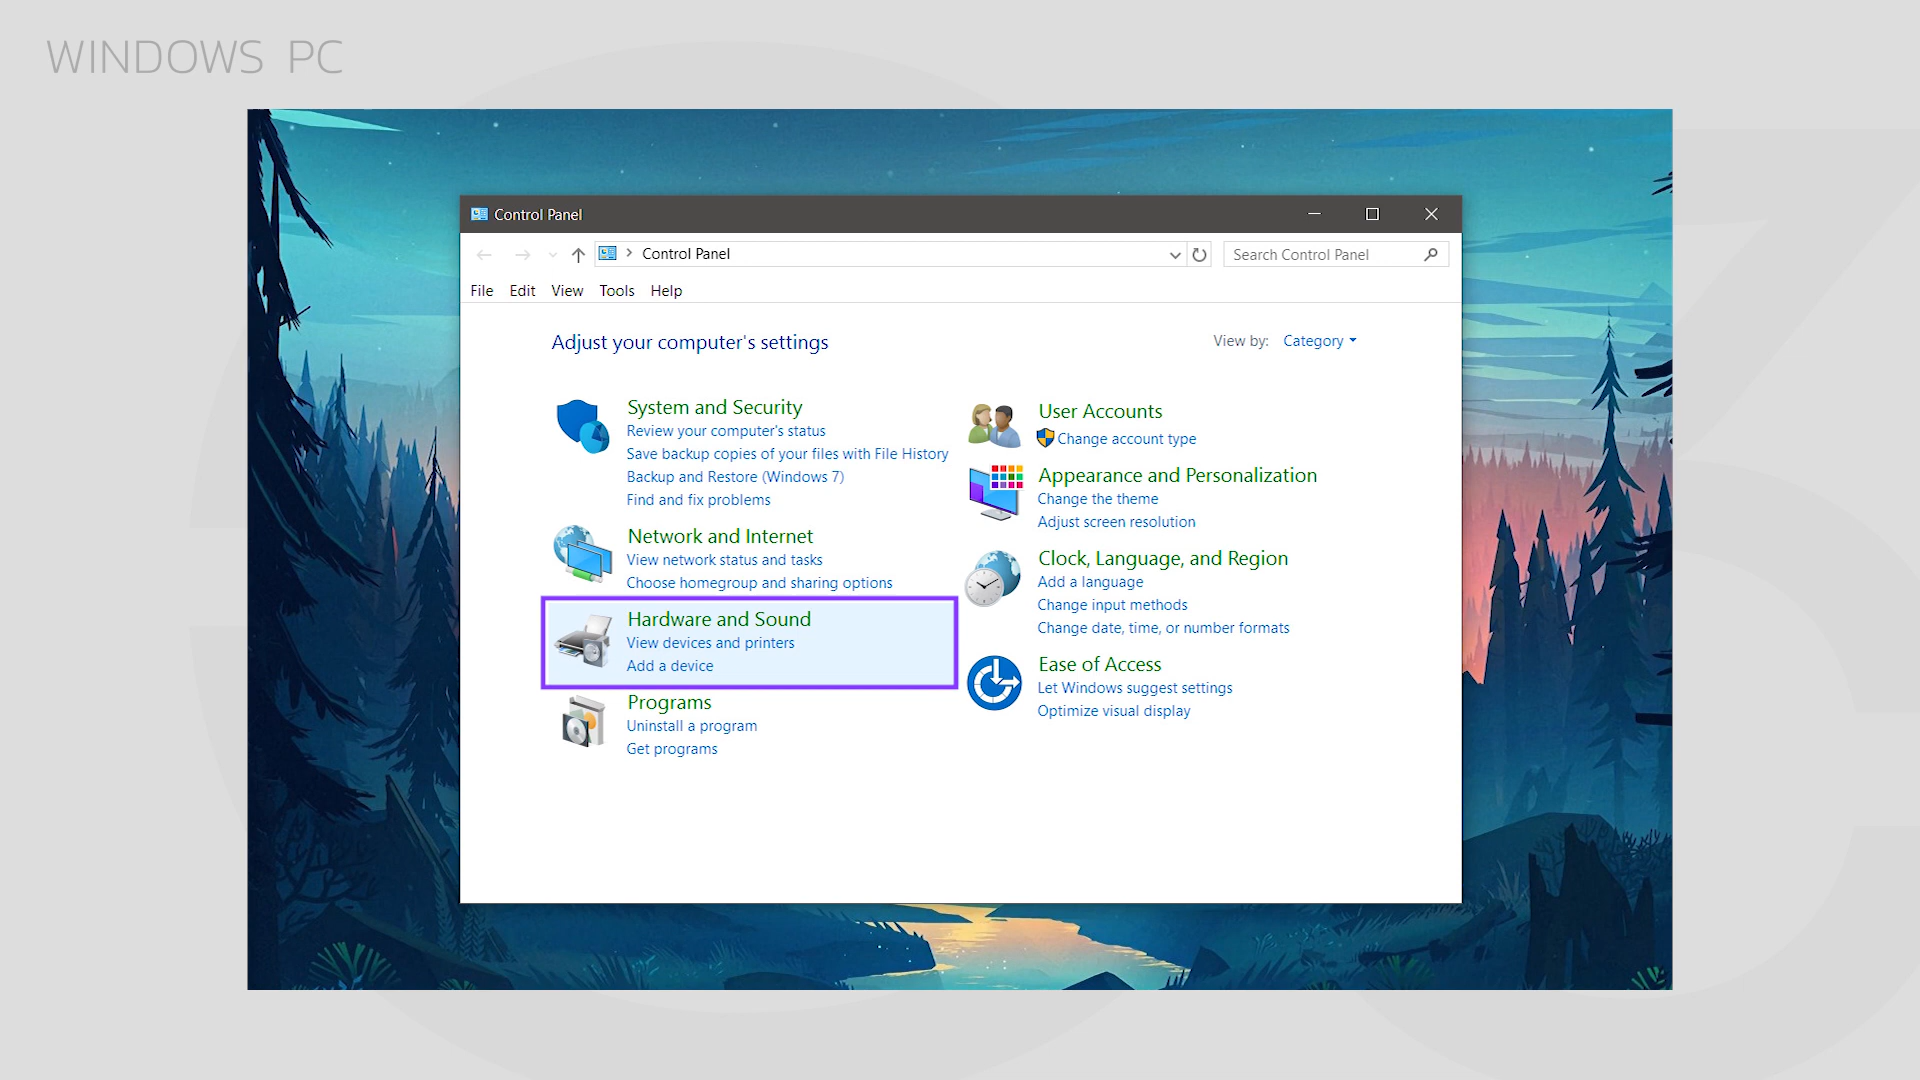 WINDOWS PC
Control Panel
Control Panel
Search Control Panel
File Edit View Tools Help
Adjust your computer's settings
View by: Category
System and Security
Review your computer's status
Save backup copies of your files with File History
Backup and Restore (Windows 7)
Find and fix problems
Network and Internet
View network status and tasks
Choose homegroup and sharing options
Hardware and Sound
View devices and printers
Add a device
Programs
Uninstall a program
Get programs
User Accounts
Change account type
Appearance and Personalization
Change the theme
Adjust screen resolution
Clock, Language, and Region
Add a language
Change input methods
Change date, time, or number formats
Ease of Access
Let Windows suggest settings
Optimize visual display